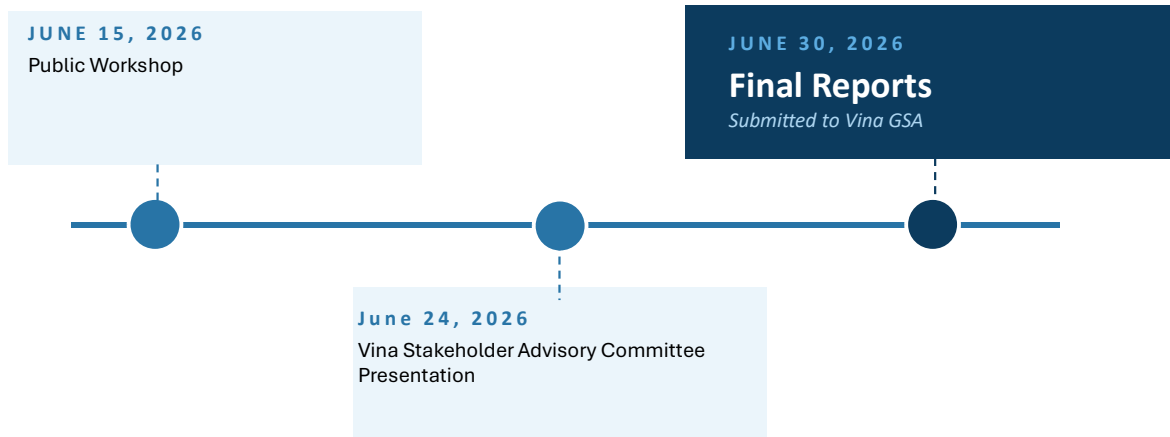 JUNE 15, 2026
Public Workshop
June 24, 2026
Vina Stakeholder Advisory Committee
Presentation
JUNE 30, 2026
Final Reports
Submitted to Vina GSA